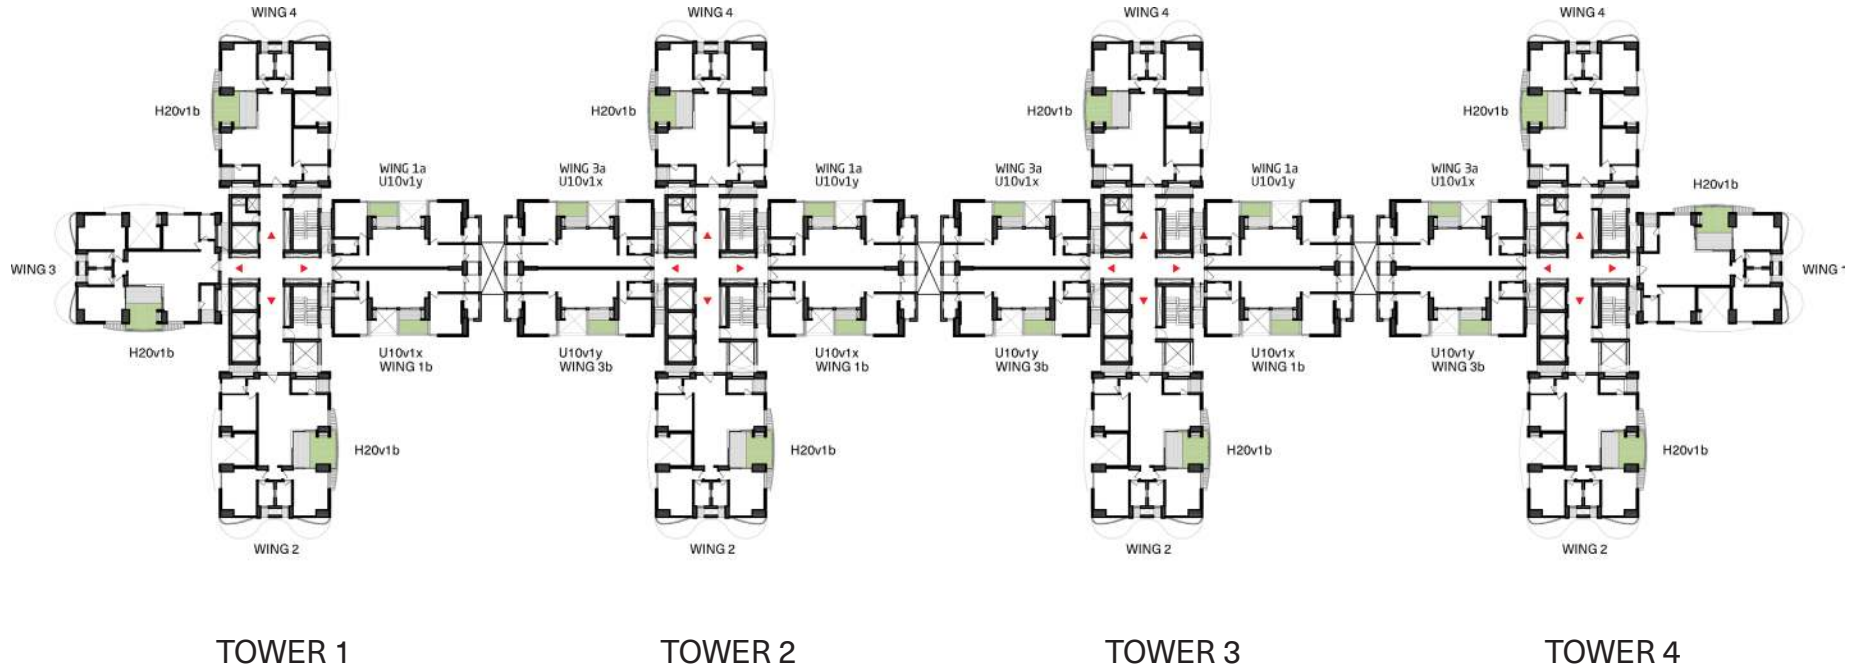 WING 4
WING 4
WING 4
WING 4
H20v1b
H20v1b
H20v1b
H20v1b
WING 1a
U10v1y
WING 3a
U10v1x
WING 1a
U10v1y
WING 3a
U10v1x
WING 1a
U10v1y
WING 3a
U10v1x
H20v1b
WING 3
WING 1
H20v1b
U10v1x
WING 1b
U10v1y
WING 3b
U10v1x
WING 1b
U10v1y
WING 3b
U10v1x
WING 1b
U10v1y
WING 3b
H20v1b
H20v1b
H20v1b
H20v1b
WING 2
WING 2
WING 2
WING 2
TOWER 1
TOWER 2
TOWER 3
TOWER 4